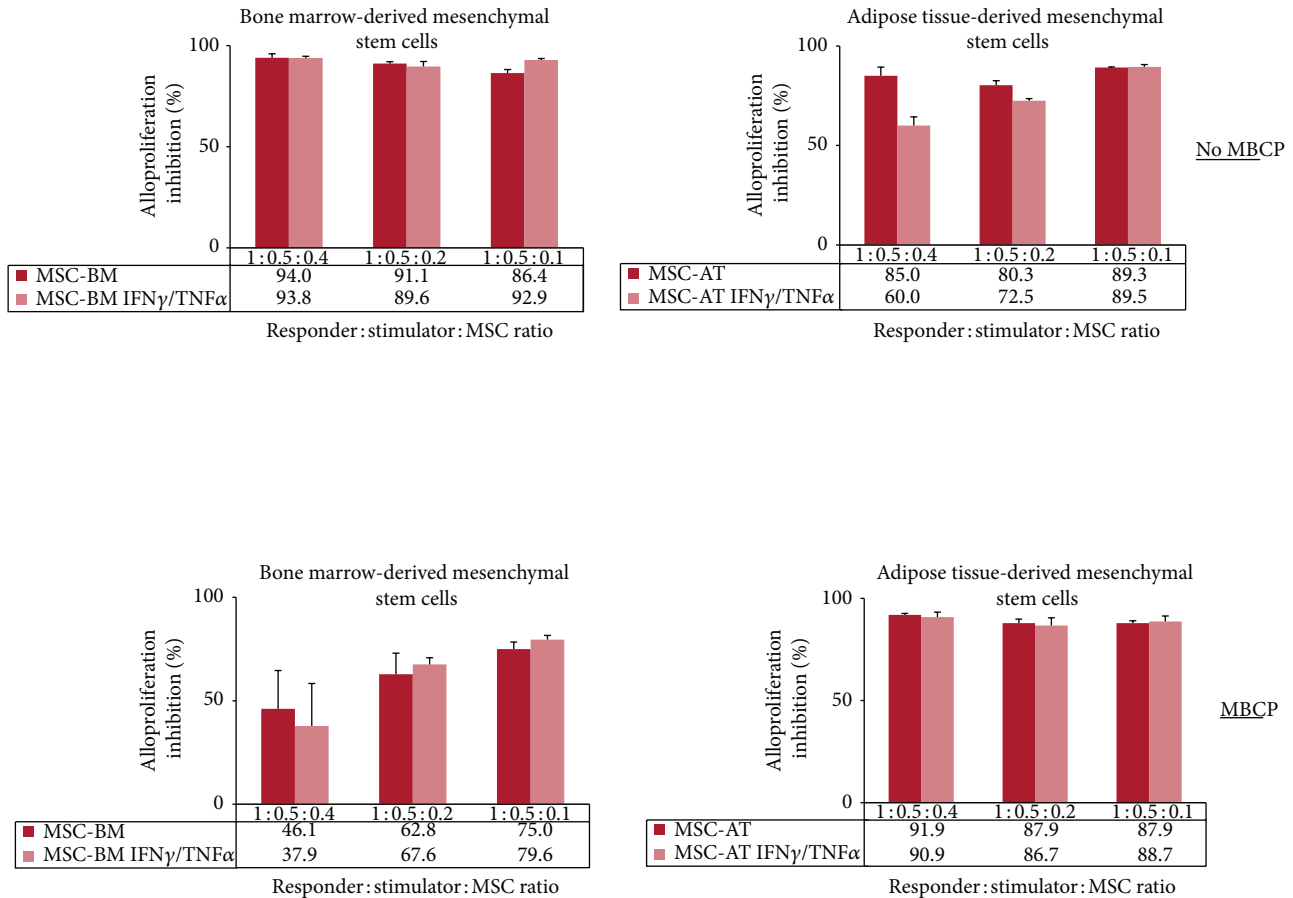 Bone marrow-derived mesenchymal
stem cells
Alloproliferation
inhibition (%)
100
50
0
1 : 0.5 : 0.4 1 : 0.5 : 0.2 1 : 0.5 : 0.1
MSC-BM 94.0 91.1 86.4
MSC-BM IFNγ/TNFα 93.8 89.6 92.9
Responder : stimulator : MSC ratio
Adipose tissue-derived mesenchymal
stem cells
Alloproliferation
inhibition (%)
100
50
0
1 : 0.5 : 0.4 1 : 0.5 : 0.2 1 : 0.5 : 0.1
MSC-AT 85.0 80.3 89.3
MSC-AT IFNγ/TNFα 60.0 72.5 89.5
Responder : stimulator : MSC ratio
No MBCP
Bone marrow-derived mesenchymal
stem cells
Alloproliferation
inhibition (%)
100
50
0
1 : 0.5 : 0.4 1 : 0.5 : 0.2 1 : 0.5 : 0.1
MSC-BM 46.1 62.8 75.0
MSC-BM IFNγ/TNFα 37.9 67.6 79.6
Responder : stimulator : MSC ratio
Adipose tissue-derived mesenchymal
stem cells
Alloproliferation
inhibition (%)
100
50
0
1 : 0.5 : 0.4 1 : 0.5 : 0.2 1 : 0.5 : 0.1
MSC-AT 91.9 87.9 87.9
MSC-AT IFNγ/TNFα 90.9 86.7 88.7
Responder : stimulator : MSC ratio
MBCP